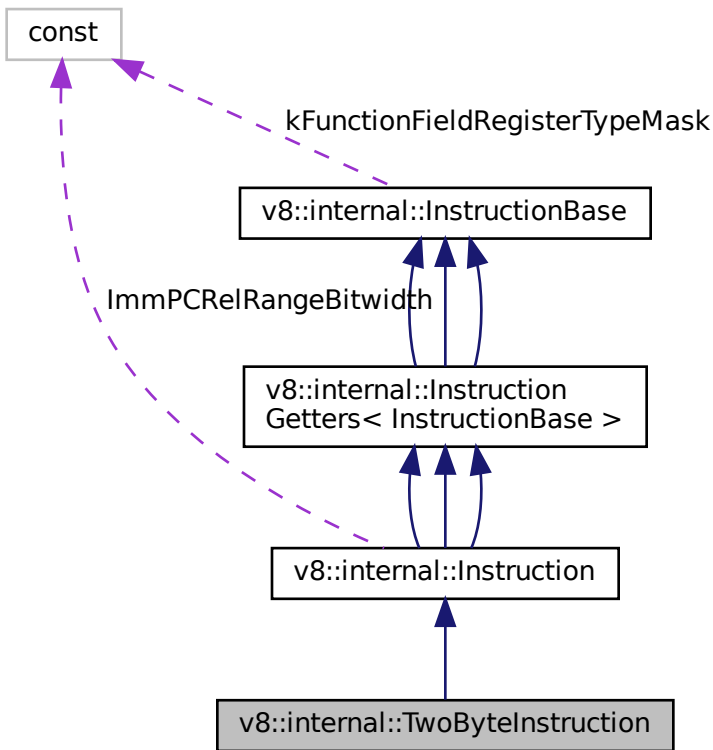 const
kFunctionFieldRegisterTypeMask
v8::internal::InstructionBase
ImmPCRelRangeBitwidth
v8::internal::Instruction
Getters< InstructionBase >
v8::internal::Instruction
v8::internal::TwoByteInstruction